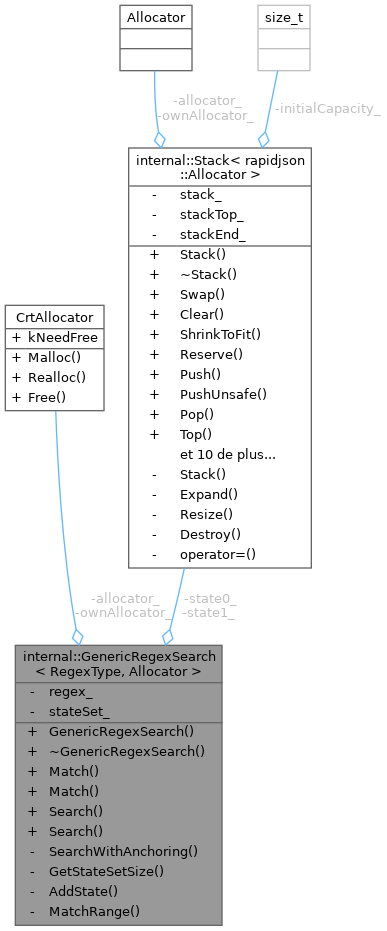 Allocator
size_t
-allocator_
-ownAllocator_
-initialCapacity_
internal::Stack< rapidjson
::Allocator >
- stack_
- stackTop_
- stackEnd_
+ Stack()
+ ~Stack()
+ Swap()
+ Clear()
+ ShrinkToFit()
+ Reserve()
+ Push()
+ PushUnsafe()
+ Pop()
+ Top()
et 10 de plus...
- Stack()
- Expand()
- Resize()
- Destroy()
- operator=()
CrtAllocator
+ kNeedFree
+ Malloc()
+ Realloc()
+ Free()
-allocator_
-ownAllocator_
-state0_
-state1_
internal::GenericRegexSearch
< RegexType, Allocator >
- regex_
- stateSet_
+ GenericRegexSearch()
+ ~GenericRegexSearch()
+ Match()
+ Match()
+ Search()
+ Search()
- SearchWithAnchoring()
- GetStateSetSize()
- AddState()
- MatchRange()